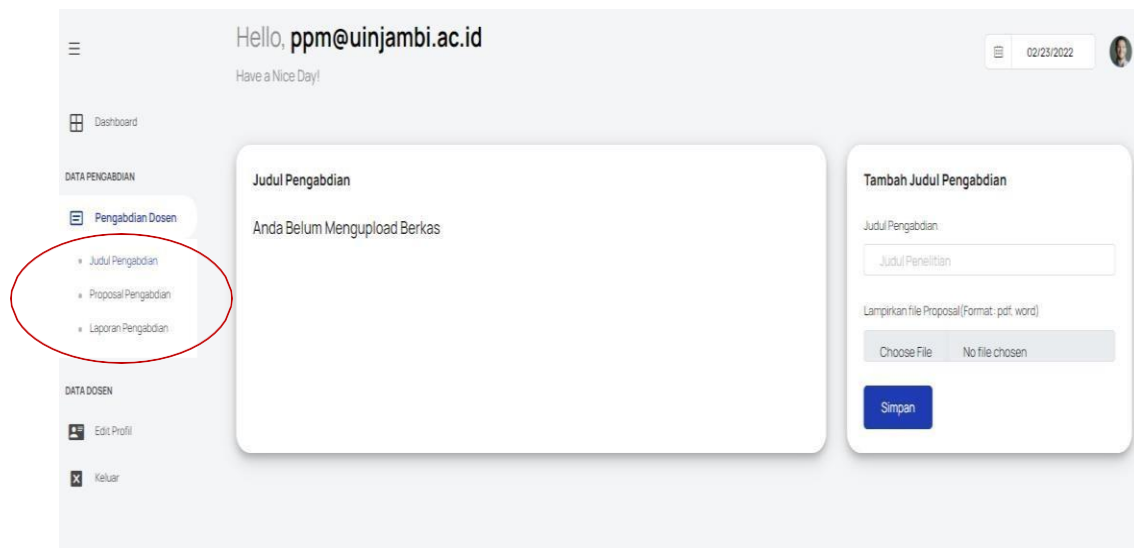 Hello, ppm@uinjambi.ac.id
Have a Nice Day!
02/23/2022
Dashboard
DATA PENGABDIAN
Pengabdian Dosen
Judul Pengabdian
Proposal Pengabdian
Laporan Pengabdian
DATA DOSEN
Edit Profil
Keluar
Judul Pengabdian
Anda Belum Mengupload Berkas
Tambah Judul Pengabdian
Judul Pengabdian
Judul Penelitian
Lampirkan file Proposal(Format: pdf, word)
Choose File No file chosen
Simpan